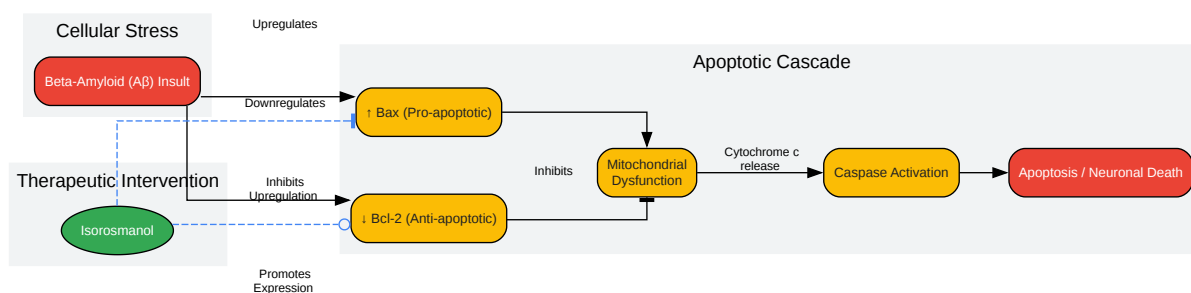 Upregulates
Cellular Stress
Beta-Amyloid (Aβ) Insult
Apoptotic Cascade
↑ Bax (Pro-apoptotic)
Downregulates
Therapeutic Intervention
Isorosmanol
Inhibits
Upregulation
↓ Bcl-2 (Anti-apoptotic)
Inhibits
Mitochondrial
Dysfunction
Cytochrome c
release
Caspase Activation
Apoptosis / Neuronal Death
Promotes
Expression